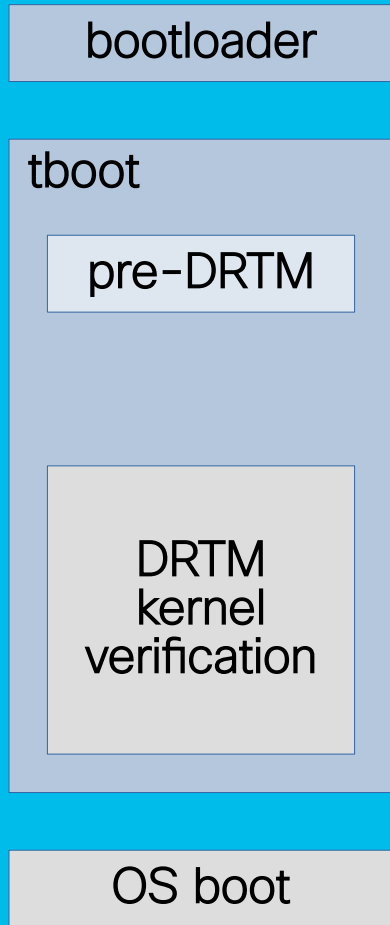 bootloader
tboot
pre-DRTM
DRTM
kernel
verification
OS boot